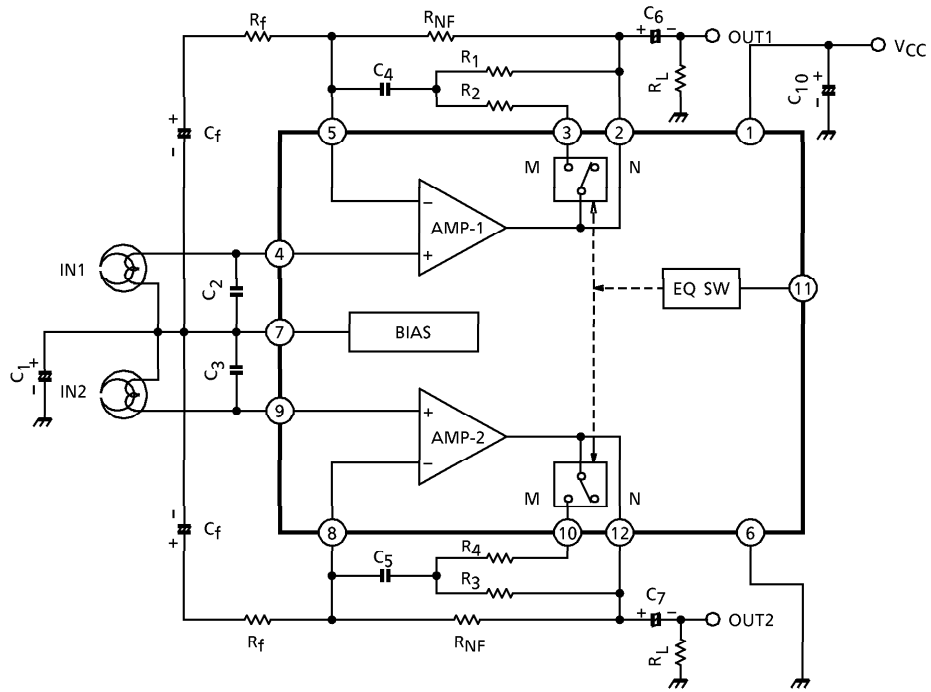 Rf
RNF
C6
+ −
OUT1
VCC
C4
R1
R2
RL
C10
+
-
+
-
Cf
5
3
2
1
M
N
−
AMP-1
+
IN1
4
C2
EQ SW
11
7
BIAS
C1
+
-
C3
IN2
9
+
AMP-2
−
M
N
-
+
Cf
8
10
12
6
C5
R4
R3
C7
+ −
OUT2
Rf
RNF
RL